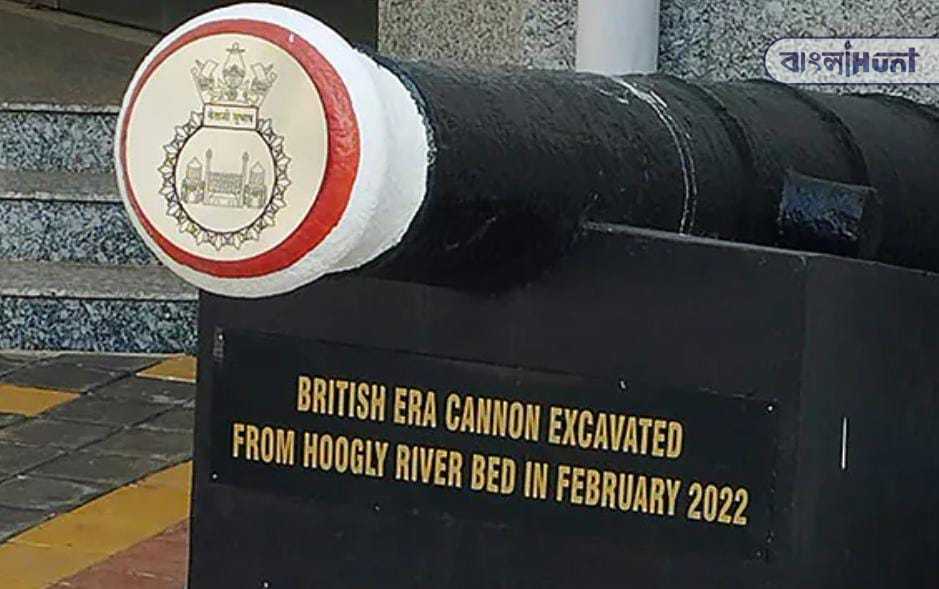 বাংলাHunt
नेताजी सुभाष
BRITISH ERA CANNON EXCAVATED
FROM HOOGLY RIVER BED IN FEBRUARY 2022